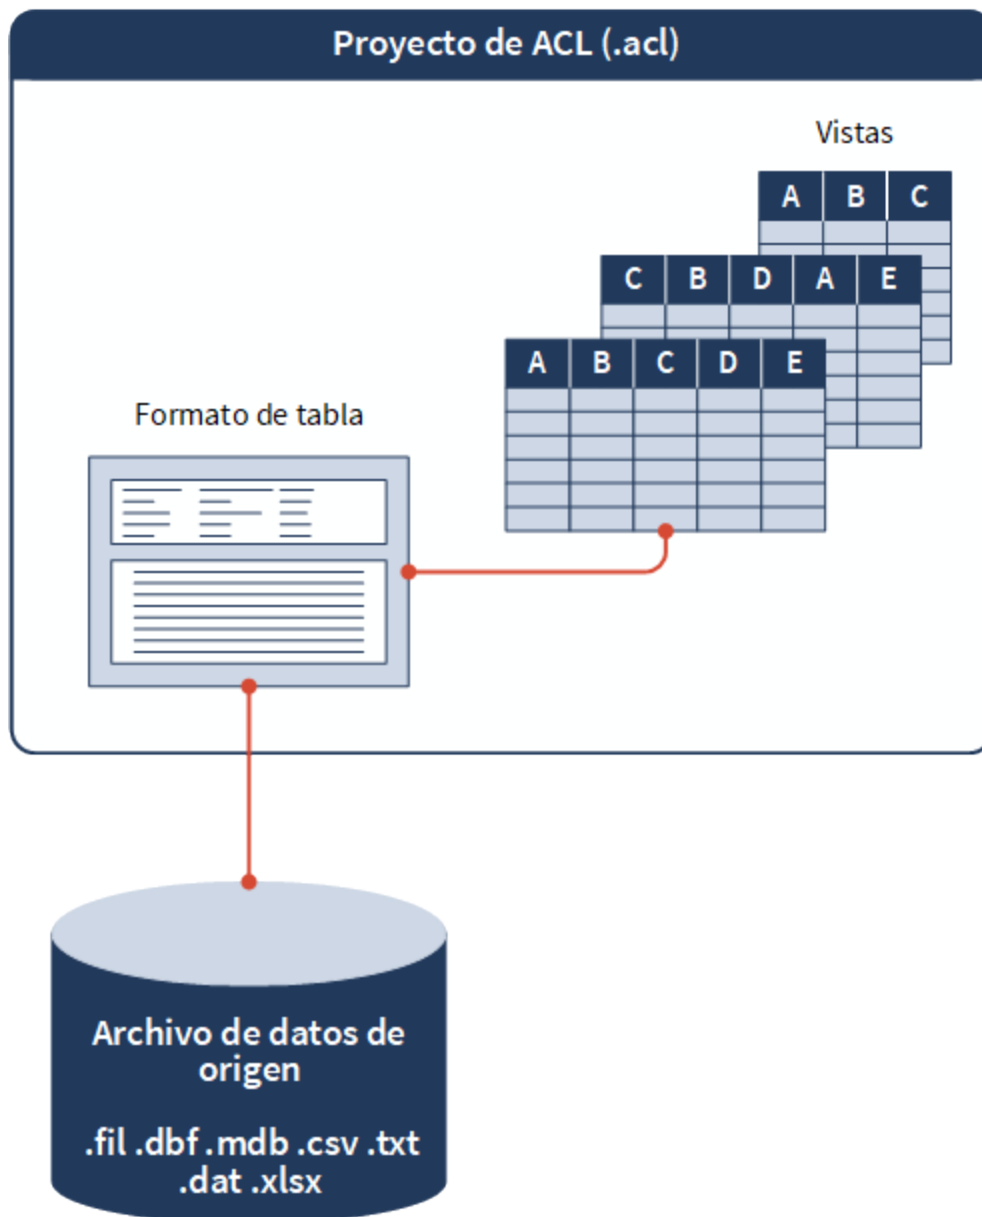 Proyecto de ACL (.acl)
Vistas
A B C
C B D A E
A B C D E
Formato de tabla
Archivo de datos de
origen
.fil .dbf .mdb .csv .txt
.dat .xlsx